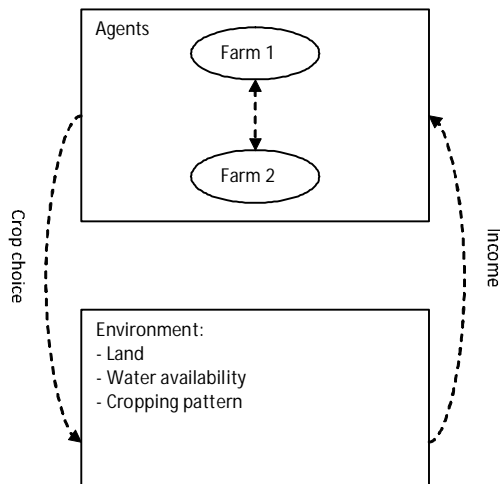 Agents
Farm 1
Farm 2
Crop choice
Income
Environment:
- Land
- Water availability
- Cropping pattern